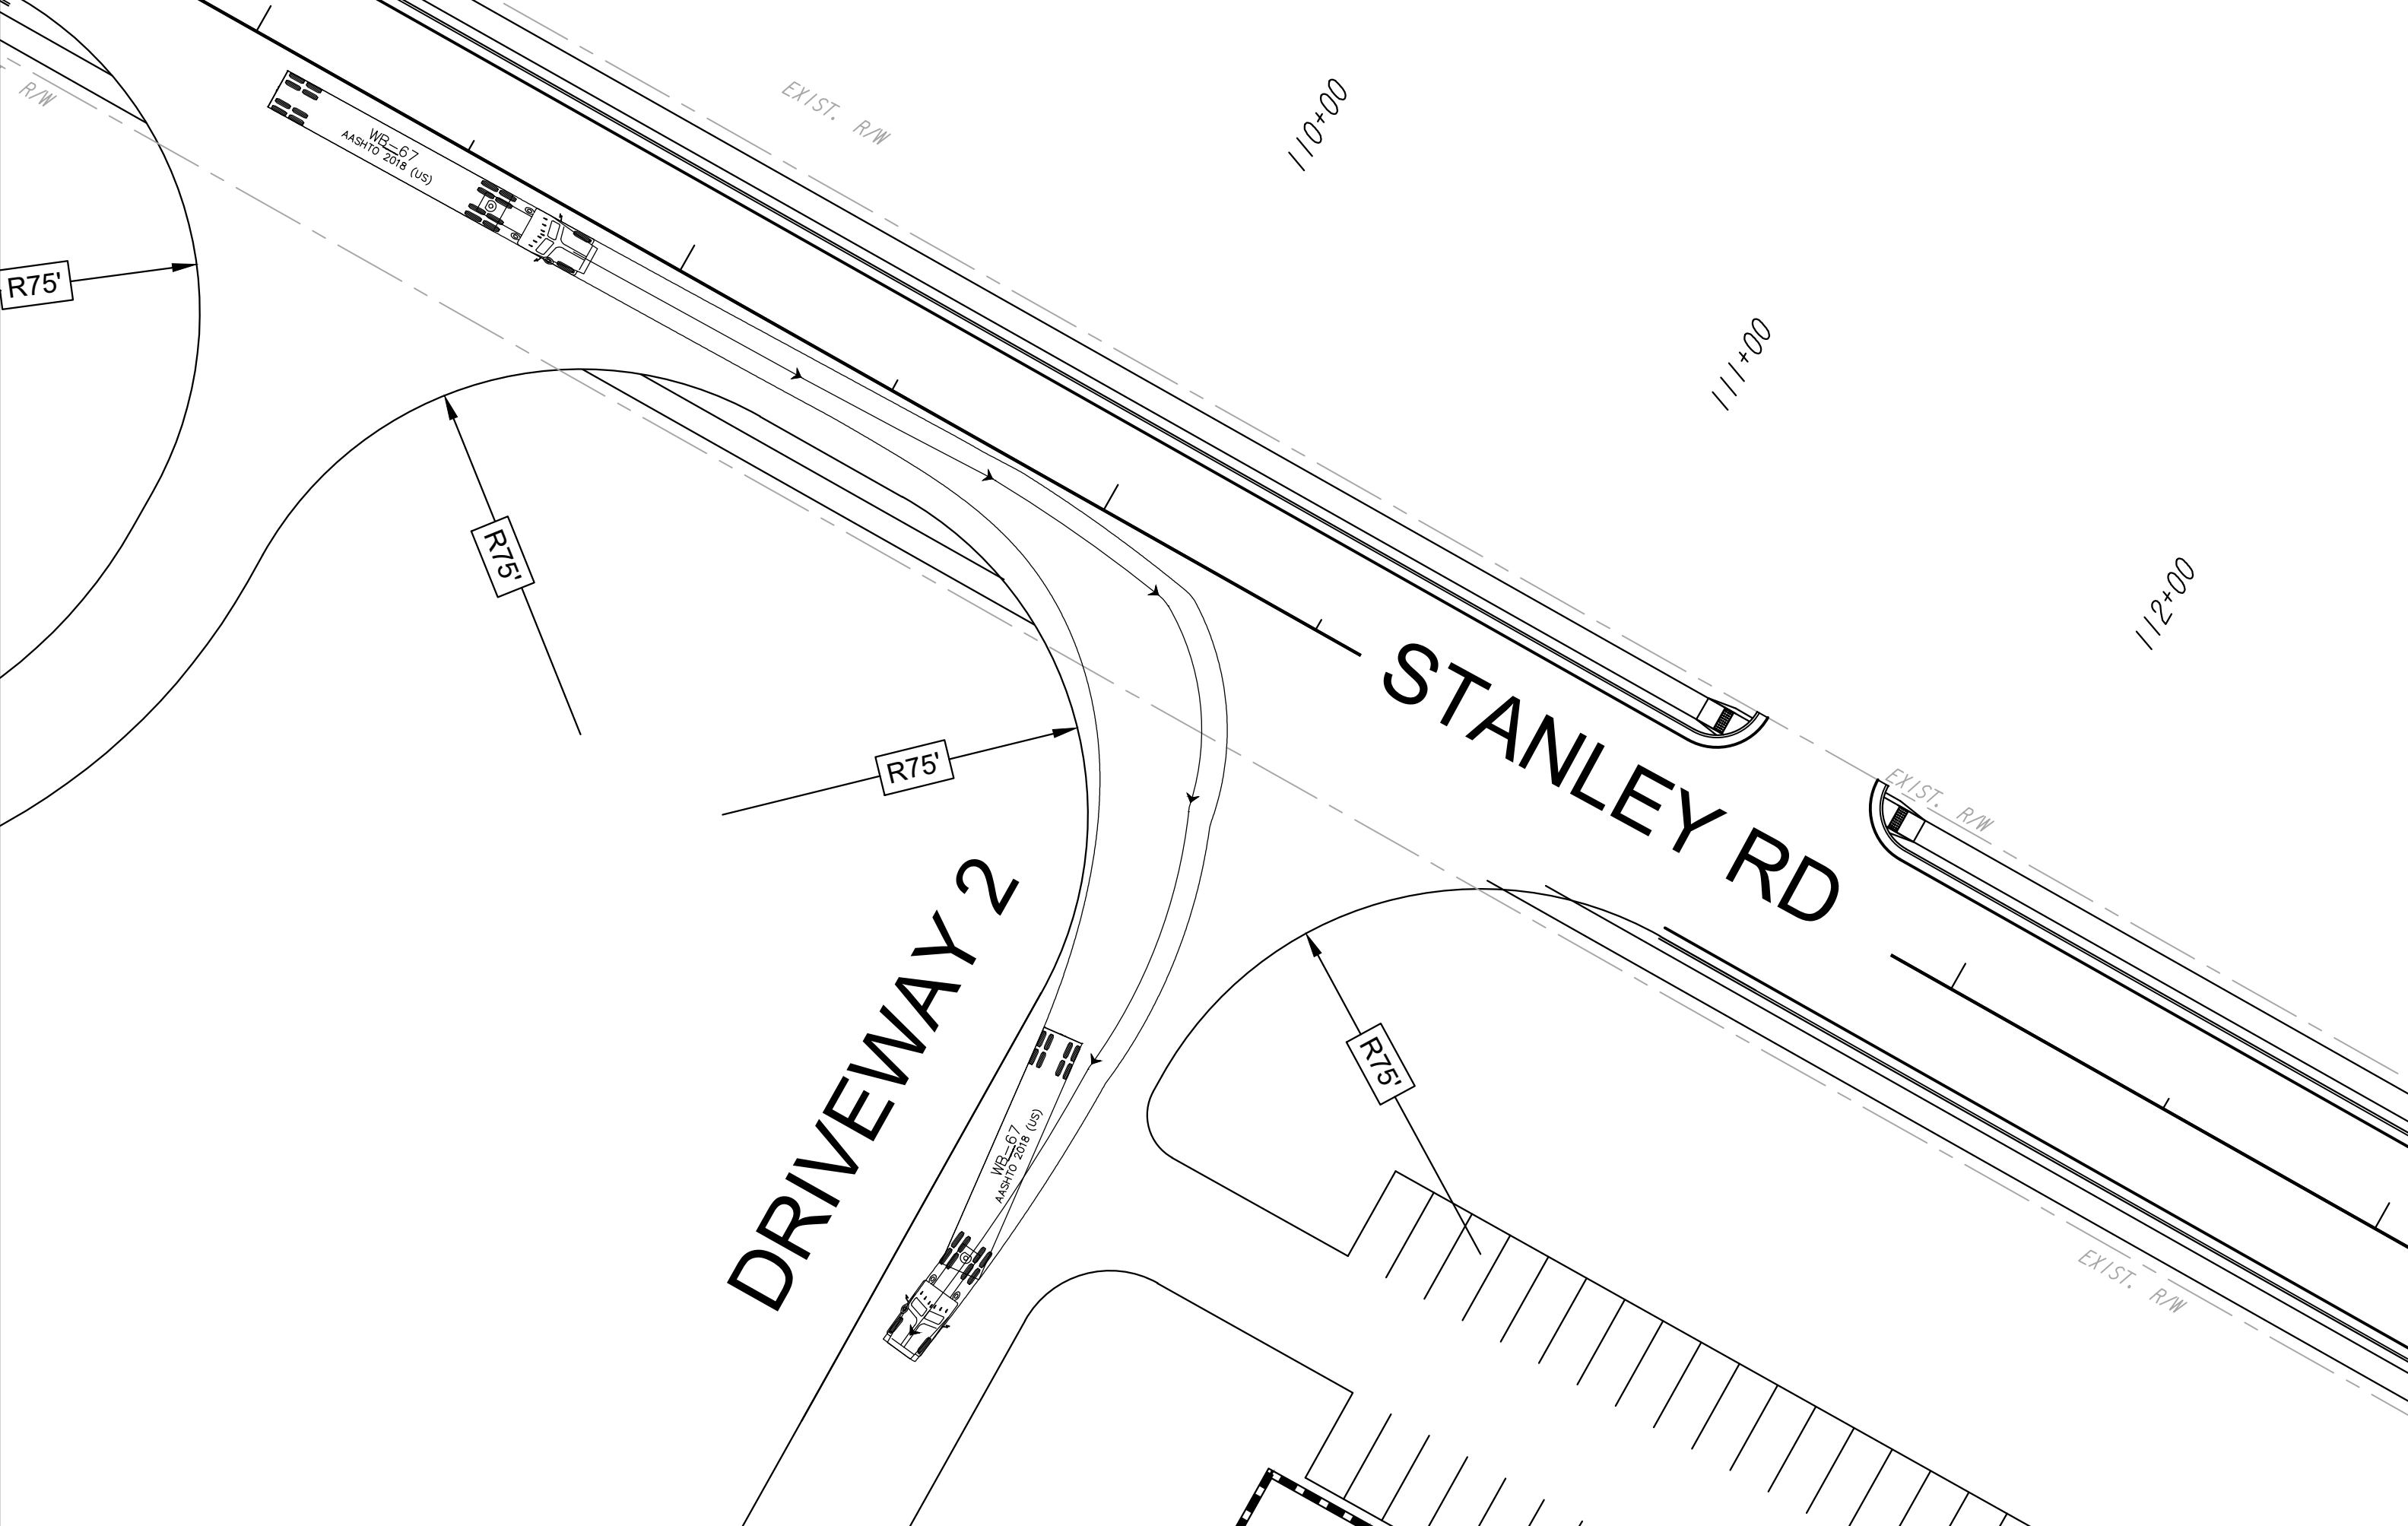 R/W
EXIST. R/W
110+00
WB-67
AASHTO 2018 (US)
R75'
111+00
R75'
112+00
STANLEY RD
R75'
EXIST. R/W
DRIVEWAY 2
R75'
WB-67
AASHTO 2018 (US)
EXIST. R/W